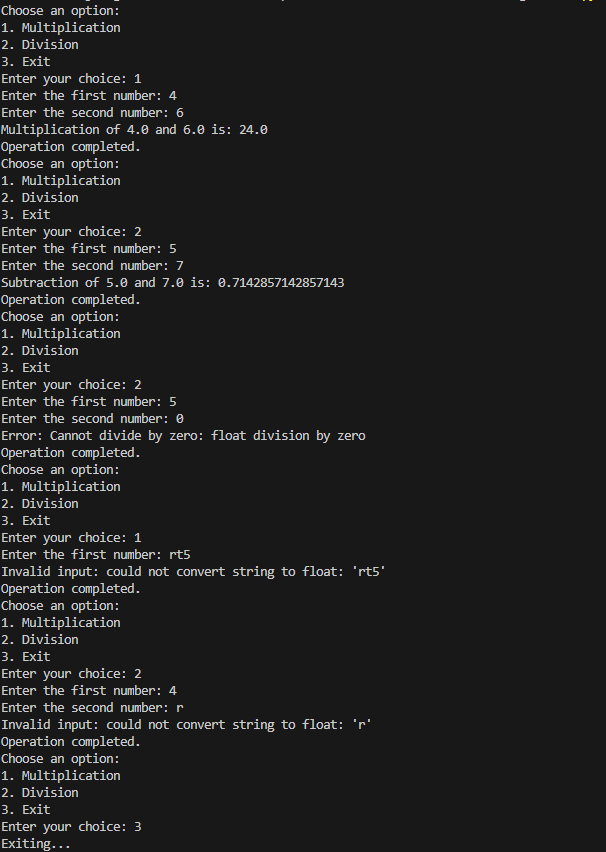 Choose an option:
1. Multiplication
2. Division
3. Exit
Enter your choice: 1
Enter the first number: 4
Enter the second number: 6
Multiplication of 4.0 and 6.0 is: 24.0
Operation completed.
Choose an option:
1. Multiplication
2. Division
3. Exit
Enter your choice: 2
Enter the first number: 5
Enter the second number: 7
Subtraction of 5.0 and 7.0 is: 0.7142857142857143
Operation completed.
Choose an option:
1. Multiplication
2. Division
3. Exit
Enter your choice: 2
Enter the first number: 5
Enter the second number: 0
Error: Cannot divide by zero: float division by zero
Operation completed.
Choose an option:
1. Multiplication
2. Division
3. Exit
Enter your choice: 1
Enter the first number: rt5
Invalid input: could not convert string to float: 'rt5'
Operation completed.
Choose an option:
1. Multiplication
2. Division
3. Exit
Enter your choice: 2
Enter the first number: 4
Enter the second number: r
Invalid input: could not convert string to float: 'r'
Operation completed.
Choose an option:
1. Multiplication
2. Division
3. Exit
Enter your choice: 3
Exiting...